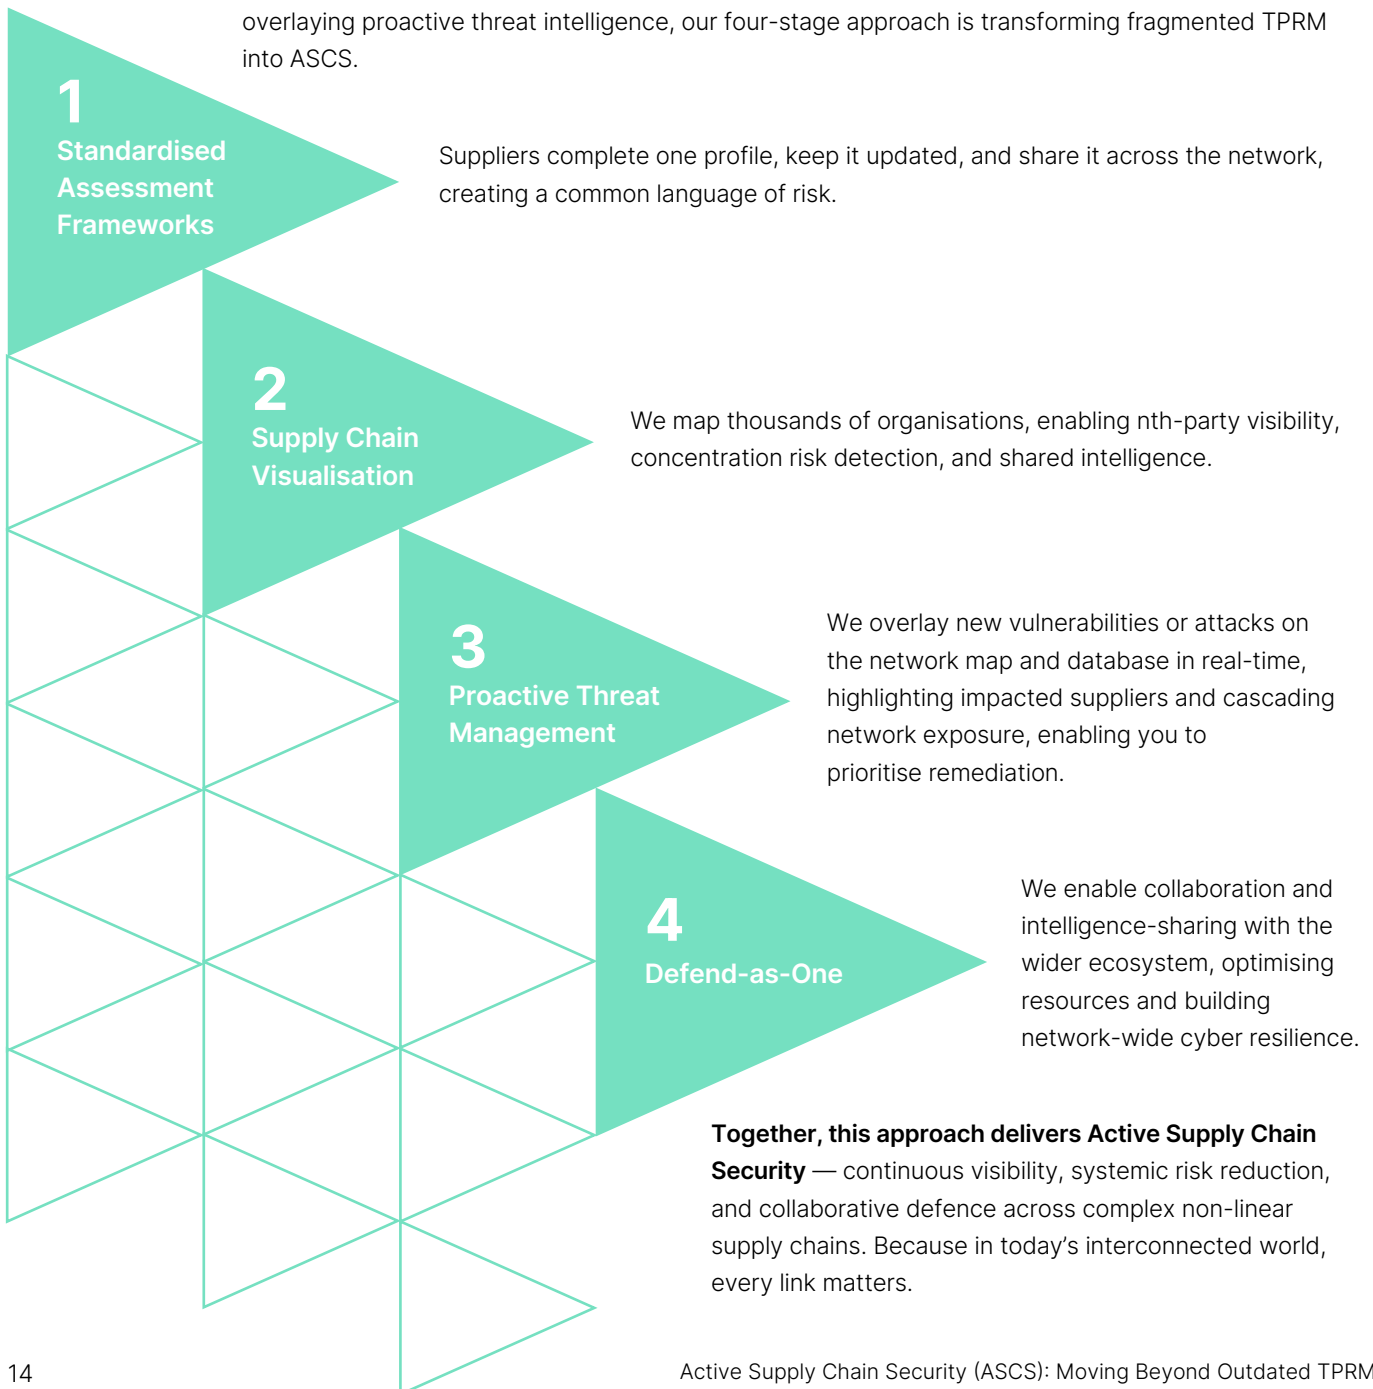 overlaying proactive threat intelligence, our four-stage approach is transforming fragmented TPRM
into ASCS.
1
Standardised
Assessment
Frameworks
Suppliers complete one profile, keep it updated, and share it across the network,
creating a common language of risk.
2
Supply Chain
Visualisation
We map thousands of organisations, enabling nth-party visibility,
concentration risk detection, and shared intelligence.
3
Proactive Threat
Management
We overlay new vulnerabilities or attacks on
the network map and database in real-time,
highlighting impacted suppliers and cascading
network exposure, enabling you to
prioritise remediation.
4
Defend-as-One
We enable collaboration and
intelligence-sharing with the
wider ecosystem, optimising
resources and building
network-wide cyber resilience.
Together, this approach delivers Active Supply Chain
Security — continuous visibility, systemic risk reduction,
and collaborative defence across complex non-linear
supply chains. Because in today’s interconnected world,
every link matters.
14
Active Supply Chain Security (ASCS): Moving Beyond Outdated TPRM